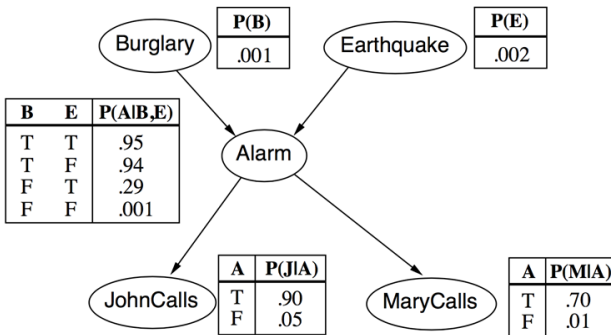 Burglary
P(B)
.001
Earthquake
P(E)
.002
B E P(A|B,E)
T T .95
T F .94
F T .29
F F .001
Alarm
JohnCalls
A P(J|A)
T .90
F .05
MaryCalls
A P(M|A)
T .70
F .01